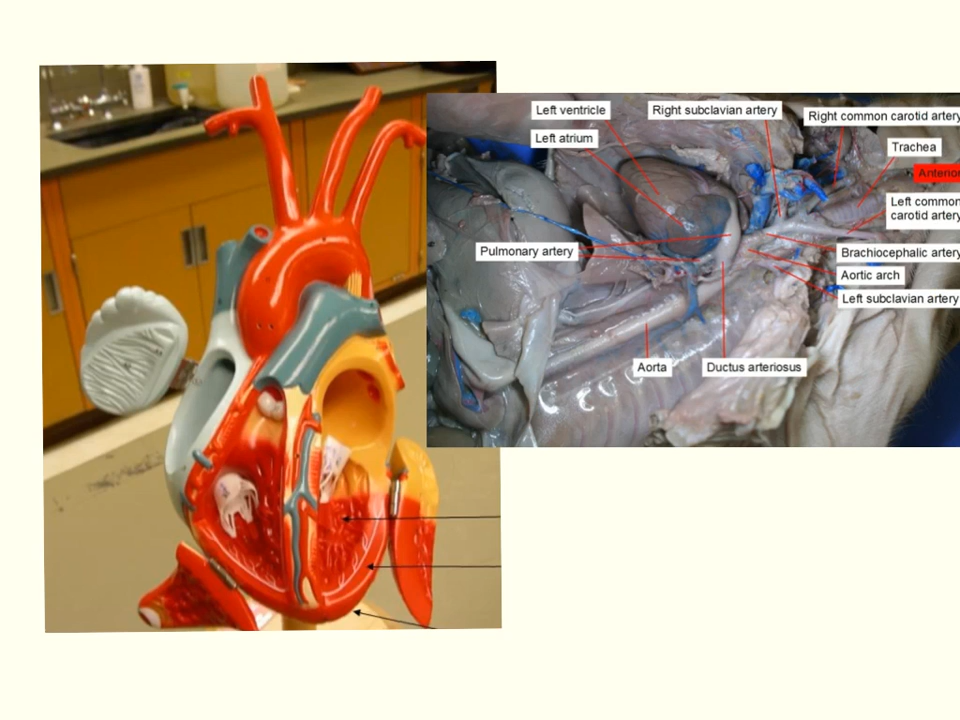 Left ventricle
Right subclavian artery
Right common carotid artery
Left atrium
Trachea
Anterior
Left common
carotid artery
Pulmonary artery
Brachiocephalic artery
Aortic arch
Left subclavian artery
Aorta
Ductus arteriosus